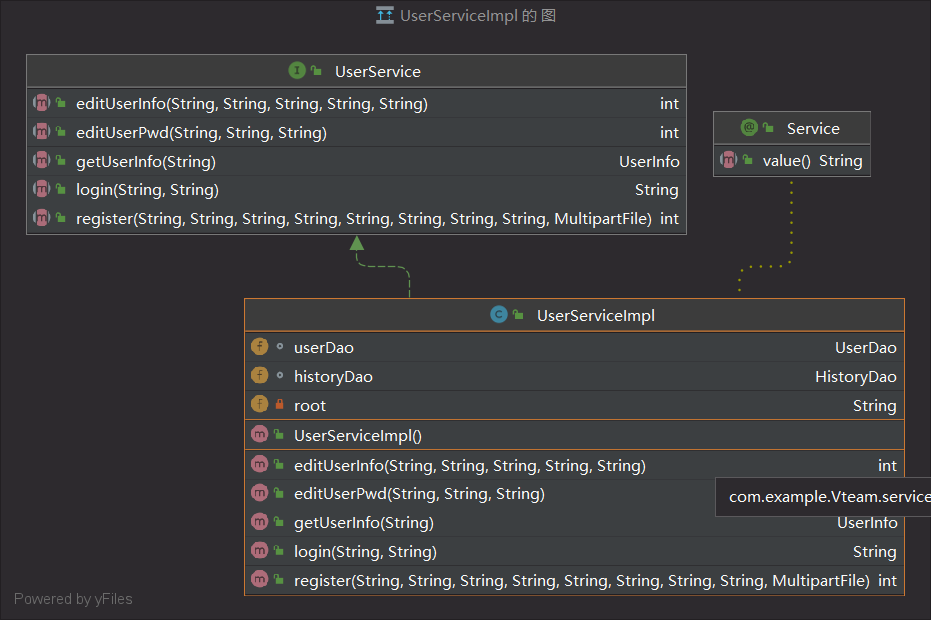 UserServiceImpl 的 图
UserService
editUserInfo(String, String, String, String, String) int
editUserPwd(String, String, String) int
getUserInfo(String) UserInfo
login(String, String) String
register(String, String, String, String, String, String, String, String, MultipartFile) int
Service
value() String
UserServiceImpl
userDao UserDao
historyDao HistoryDao
root String
UserServiceImpl()
editUserInfo(String, String, String, String, String) int
editUserPwd(String, String, String)
com.example.Vteam.service
getUserInfo(String) UserInfo
login(String, String) String
register(String, String, String, String, String, String, String, String, MultipartFile) int
Powered by yFiles